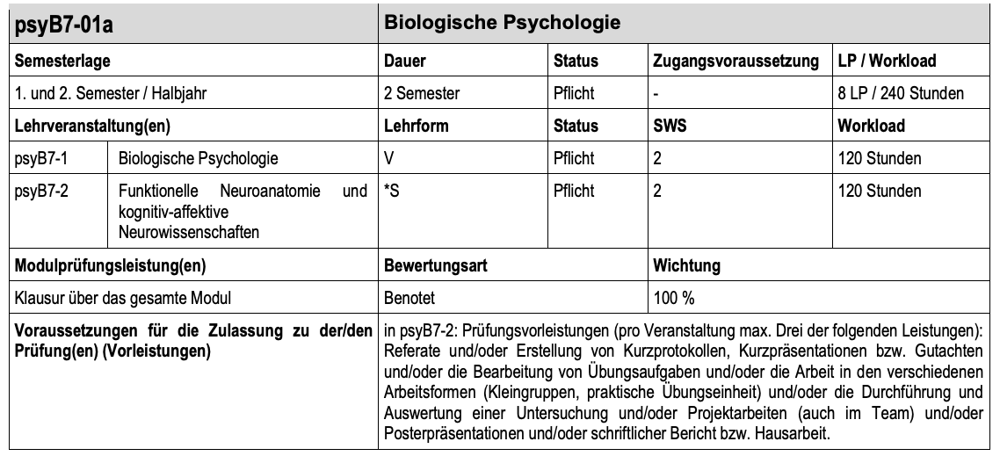 psyB7-01a Biologische Psychologie
Semesterlage Dauer Status Zugangsvoraussetzung LP / Workload
1. und 2. Semester / Halbjahr 2 Semester Pflicht - 8 LP / 240 Stunden
Lehrveranstaltung(en) Lehrform Status SWS Workload
psyB7-1 Biologische Psychologie V Pflicht 2 120 Stunden
psyB7-2 Funktionelle Neuroanatomie und *S Pflicht 2 120 Stunden
kognitiv-affektive
Neurowissenschaften
Modulprüfungsleistung(en) Bewertungsart Wichtung
Klausur über das gesamte Modul Benotet 100 %
Voraussetzungen für die Zulassung zu der/den
Prüfung(en) (Vorleistungen)
in psyB7-2: Prüfungsvorleistungen (pro Veranstaltung max. Drei der folgenden Leistungen):
Referate und/oder Erstellung von Kurzprotokollen, Kurzpräsentationen bzw. Gutachten
und/oder die Bearbeitung von Übungsaufgaben und/oder die Arbeit in den verschiedenen
Arbeitsformen (Kleingruppen, praktische Übungseinheit) und/oder die Durchführung und
Auswertung einer Untersuchung und/oder Projektarbeiten (auch im Team) und/oder
Posterpräsentationen und/oder schriftlicher Bericht bzw. Hausarbeit.